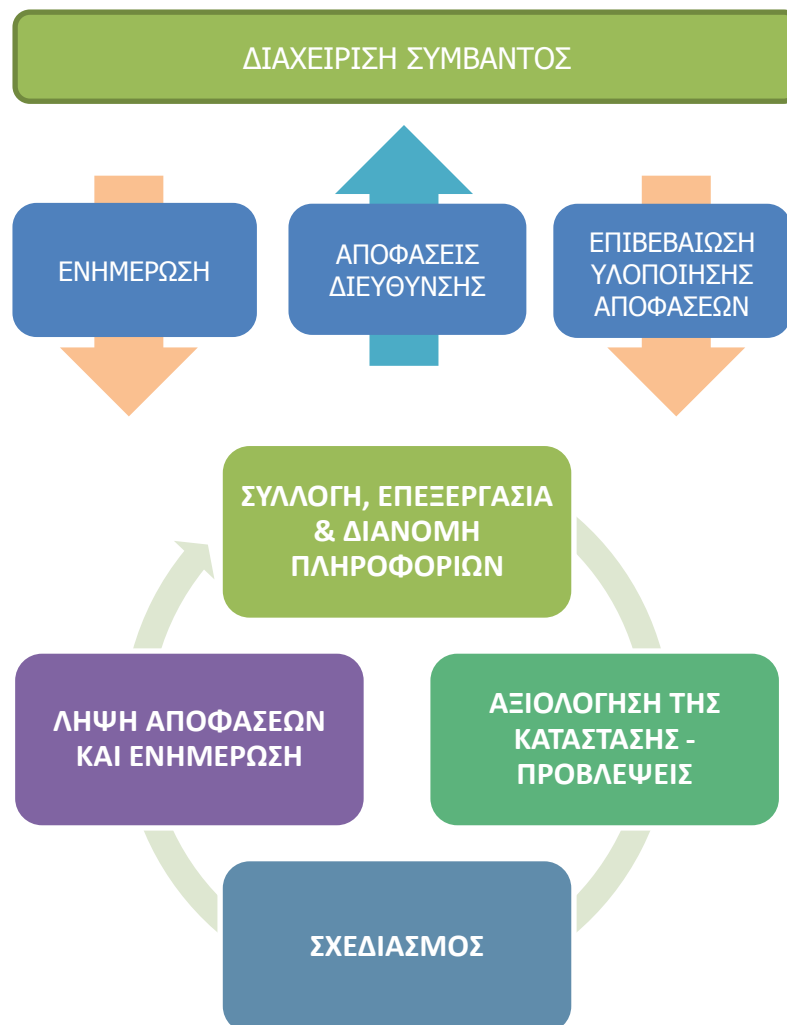 ΔΙΑΧΕΙΡΙΣΗ ΣΥΜΒΑΝΤΟΣ
ΕΝΗΜΕΡΩΣΗ
ΑΠΟΦΑΣΕΙΣ
ΔΙΕΥΘΥΝΣΗΣ
ΕΠΙΒΕΒΑΙΩΣΗ
ΥΛΟΠΟΙΗΣΗΣ
ΑΠΟΦΑΣΕΩΝ
ΣΥΛΛΟΓΗ, ΕΠΕΞΕΡΓΑΣΙΑ
& ΔΙΑΝΟΜΗ
ΠΛΗΡΟΦΟΡΙΩΝ
ΛΗΨΗ ΑΠΟΦΑΣΕΩΝ
ΚΑΙ ΕΝΗΜΕΡΩΣΗ
ΑΞΙΟΛΟΓΗΣΗ ΤΗΣ
ΚΑΤΑΣΤΑΣΗΣ -
ΠΡΟΒΛΕΨΕΙΣ
ΣΧΕΔΙΑΣΜΟΣ